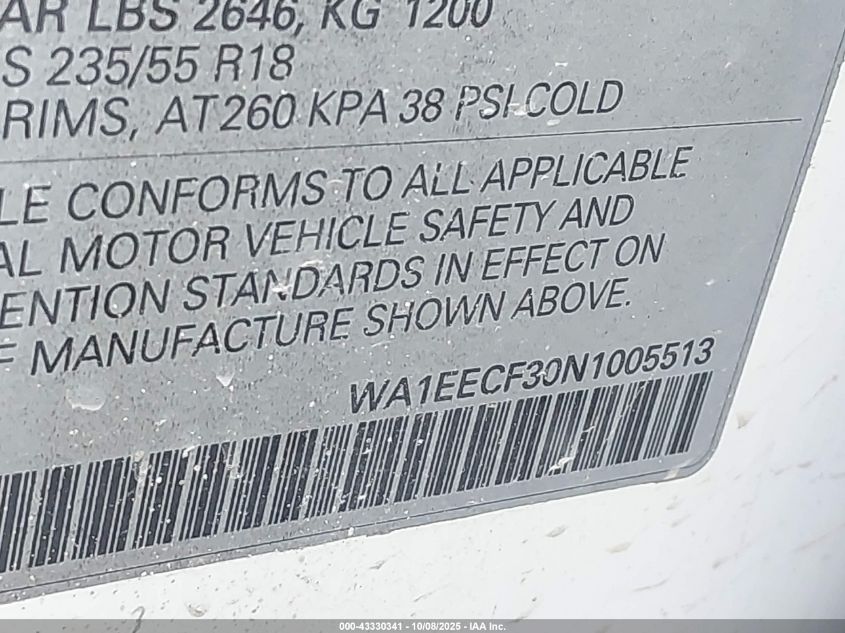 AR LBS 2646, KG 1200
S 235/55 R18
RIMS, AT260 KPA 38 PSI COLD
LE CONFORMS TO ALL APPLICABLE
AL MOTOR VEHICLE SAFETY AND
ENTION STANDARDS IN EFFECT ON
F MANUFACTURE SHOWN ABOVE.
WA1EECF30N1005513
000-43330341 - 10/08/2025 - IAA Inc.